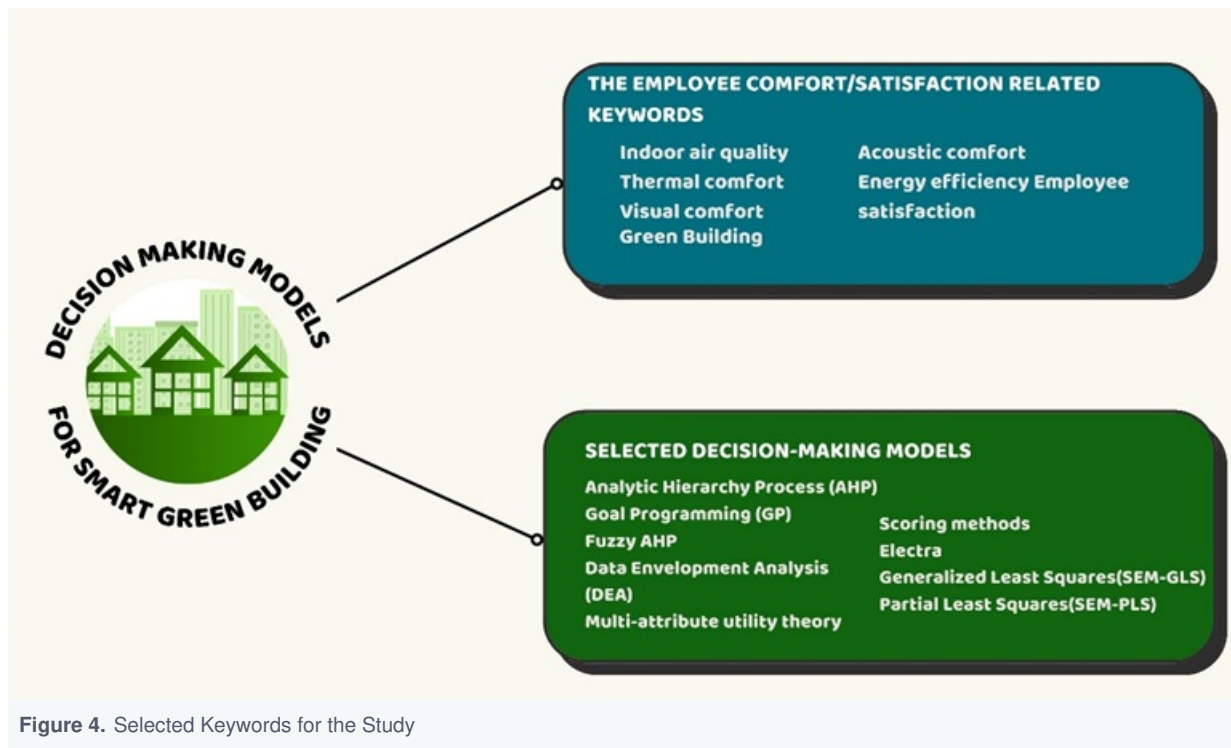 DECISION MAKING MODELS
FOR SMART GREEN BUILDING
THE EMPLOYEE COMFORT/SATISFACTION RELATED
KEYWORDS
Indoor air quality
Thermal comfort
Visual comfort
Green Building
Acoustic comfort
Energy efficiency Employee
satisfaction
SELECTED DECISION-MAKING MODELS
Analytic Hierarchy Process (AHP)
Goal Programming (GP)
Fuzzy AHP
Data Envelopment Analysis
(DEA)
Multi-attribute utility theory
Scoring methods
Electra
Generalized Least Squares(SEM-GLS)
Partial Least Squares(SEM-PLS)
Figure 4. Selected Keywords for the Study